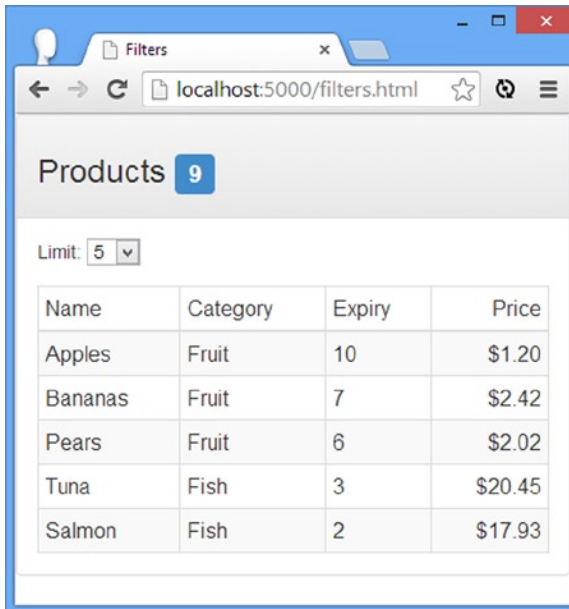 Filters
localhost:5000/filters.html
Products 9
Limit: 5
Name Category Expiry Price
Apples Fruit 10 $1.20
Bananas Fruit 7 $2.42
Pears Fruit 6 $2.02
Tuna Fish 3 $20.45
Salmon Fish 2 $17.93